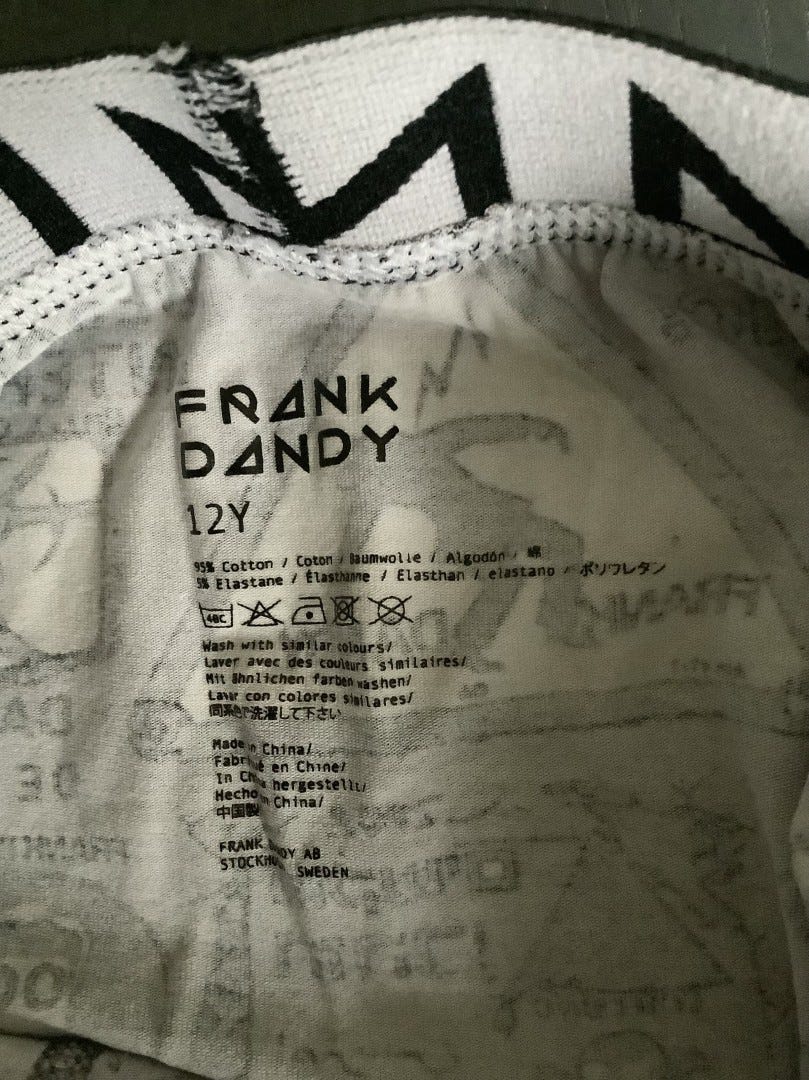 FRANK
DANDY
12Y
95% Cotton / Coton / Baumwolle / Algodón / 綿
5% Elastane / Élasthanne / Elasthan / elastano / ポリウレタン
40C
Wash with similar colours/
Laver avec des couleurs similaires/
Mit ähnlichen farben washen/
Lavar con colores similares/
同系色で洗濯して下さい
Made in China/
Fabriqué en Chine/
In China hergestellt/
Hecho en China/
中国製
FRANK DANDY AB
STOCKHOLM SWEDEN